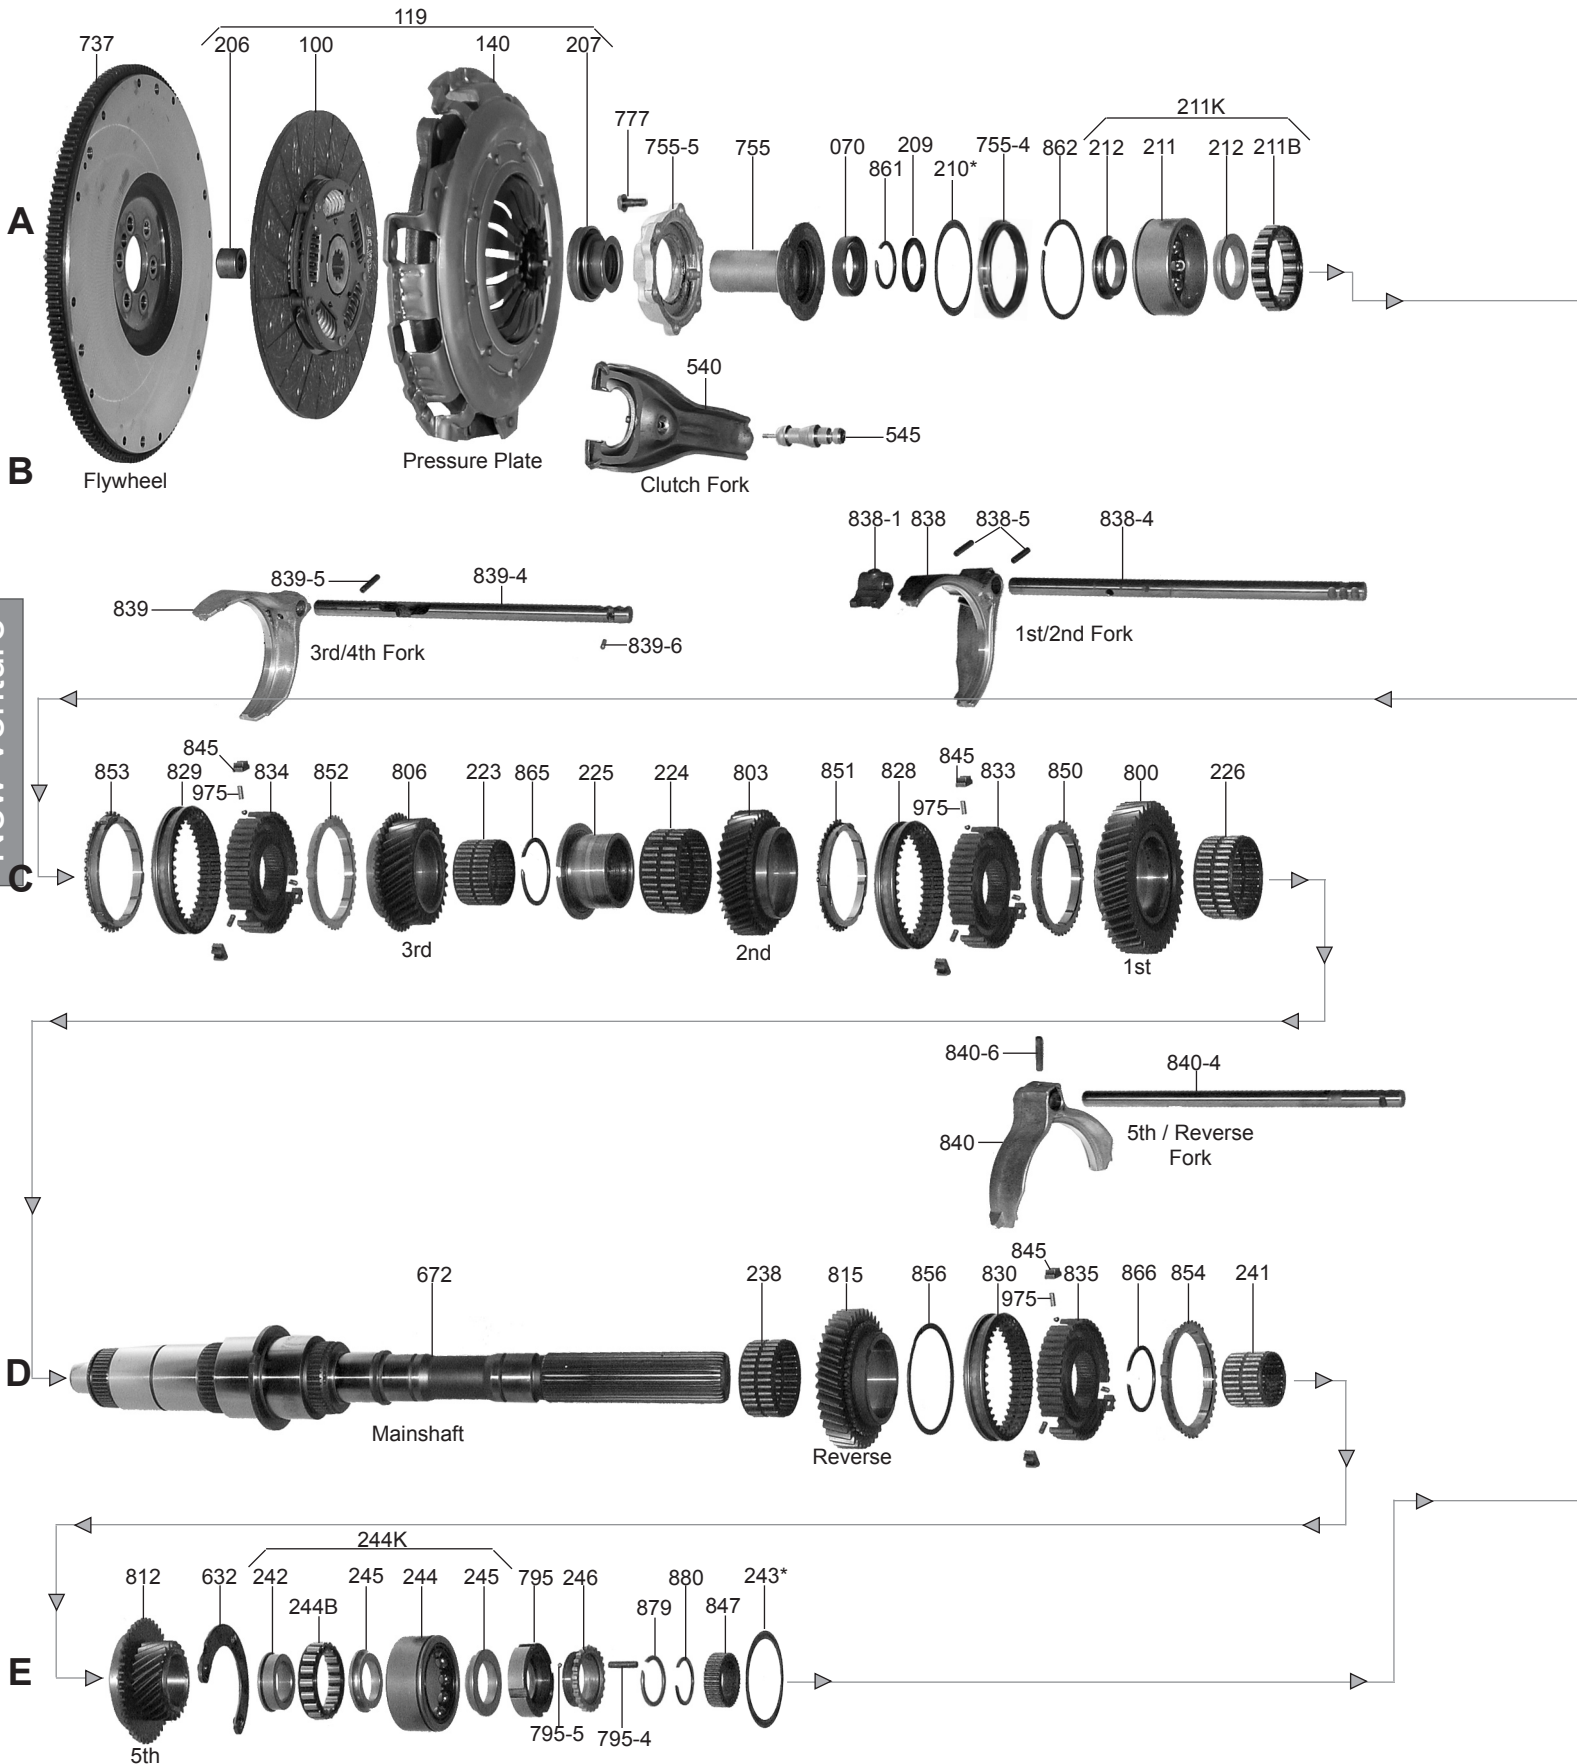 119
737 206 100 140 207
777
211K
755-5 755 070 861 209 210* 755-4 862 212 211 212 211B
A
540
545
B
Flywheel
Pressure Plate
Clutch Fork
838-1 838 838-5 838-4
839-5 839-4
839
839-6
3rd/4th Fork
1st/2nd Fork
845 845
853 829 834 852 806 223 865 225 224 803 851 828 833 850 800 226
975 975
C
3rd
2nd
1st
840-6
840-4
840
5th / Reverse
Fork
845
672 238 815 856 830 835 866 854 241
975
D
Mainshaft
Reverse
244K
812 632 242 245 244 245 795 246 880 243*
244B 879 847
E
795-5 795-4
5th